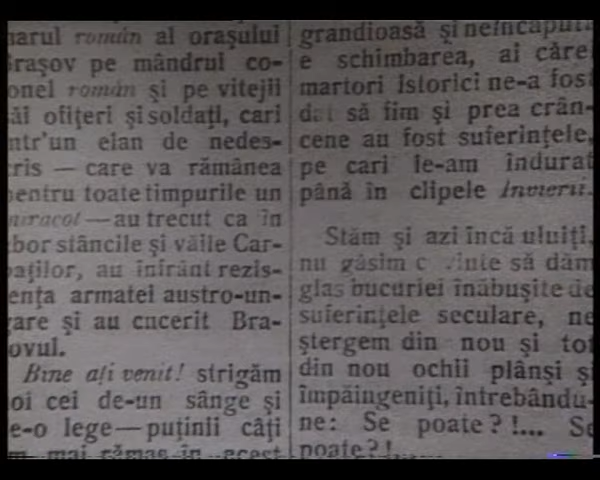 arul român al orașului
rașov pe mândrul co-
onel român și pe vitejii
ăi ofițeri și soldați, cari
ntr'un elan de nedes-
ris — care va rămânea
entru toate timpurile un
miracol — au trecut ca în
bor stâncile și văile Car-
aților, au înfrânt rezis-
ența armatei austro-un-
are și au cucerit Bra-
ovul.
Bine ați venit! strigăm
oi cei de-un sânge și
e-o lege — puținii câți
mai rămas în acest
grandioasă și neîncăput
e schimbarea, ai căre
martori istorici ne-a fos
dat să fim și prea crân-
cene au fost suferințele,
pe cari le-am îndurat
până în clipele Învierii.
Stăm și azi încă uluiți,
nu găsim c vinte să dăm
glas bucuriei înăbușite de
suferințele seculare, ne
ștergem din nou și to
din nou ochii plânși ș
împăingeniți, întrebându-
ne: Se poate?!... Se
poate?!...